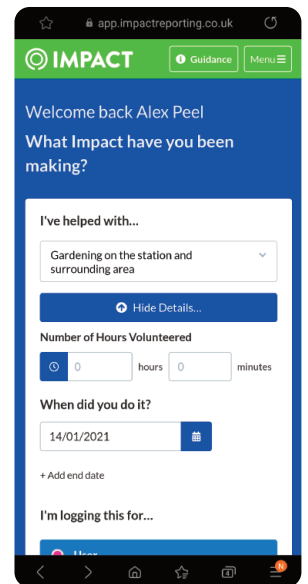 app.impactreporting.co.uk
IMPACT
Guidance
Menu
Welcome back Alex Peel
What Impact have you been
making?
I've helped with...
Gardening on the station and
surrounding area
Hide Details...
Number of Hours Volunteered
0 hours 0 minutes
When did you do it?
14/01/2021
+ Add end date
I'm logging this for...
User
4
N